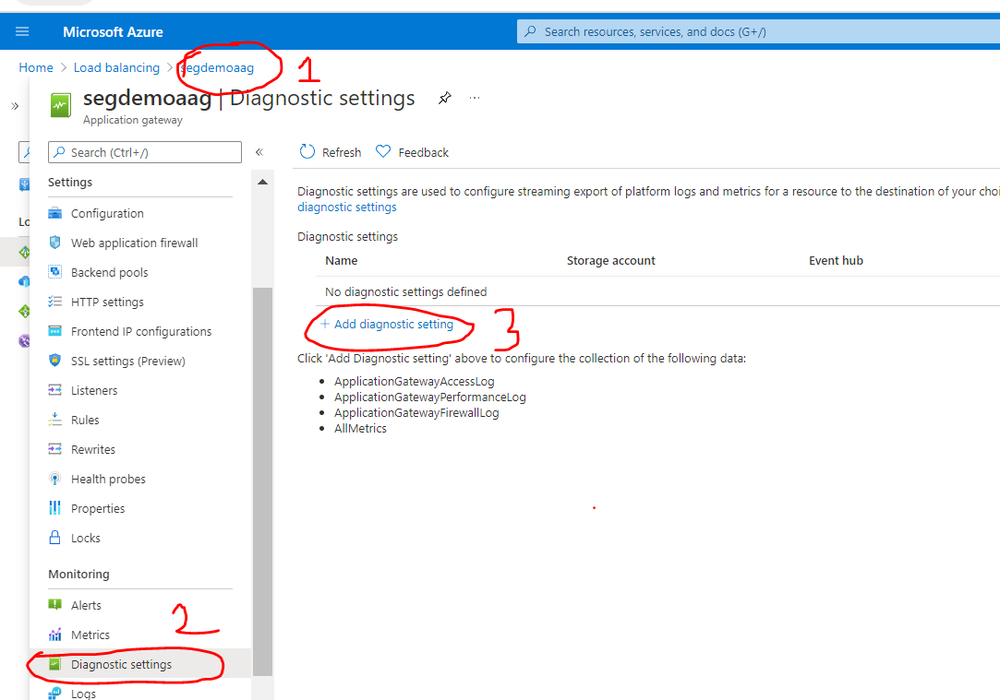 Microsoft Azure
Search resources, services, and docs (G+/)
Home > Load balancing > segdemoaag
1
segdemoaag | Diagnostic settings
Application gateway
Search (Ctrl+/)
Refresh
Feedback
Settings
Configuration
Web application firewall
Backend pools
HTTP settings
Frontend IP configurations
SSL settings (Preview)
Listeners
Rules
Rewrites
Health probes
Properties
Locks
Monitoring
Alerts
2
Metrics
Diagnostic settings
Logs
Diagnostic settings are used to configure streaming export of platform logs and metrics for a resource to the destination of your
diagnostic settings
Diagnostic settings
Name Storage account Event hub
No diagnostic settings defined
+ Add diagnostic setting
3
Click 'Add Diagnostic setting' above to configure the collection of the following data:
• ApplicationGatewayAccessLog
• ApplicationGatewayPerformanceLog
• ApplicationGatewayFirewallLog
• AllMetrics